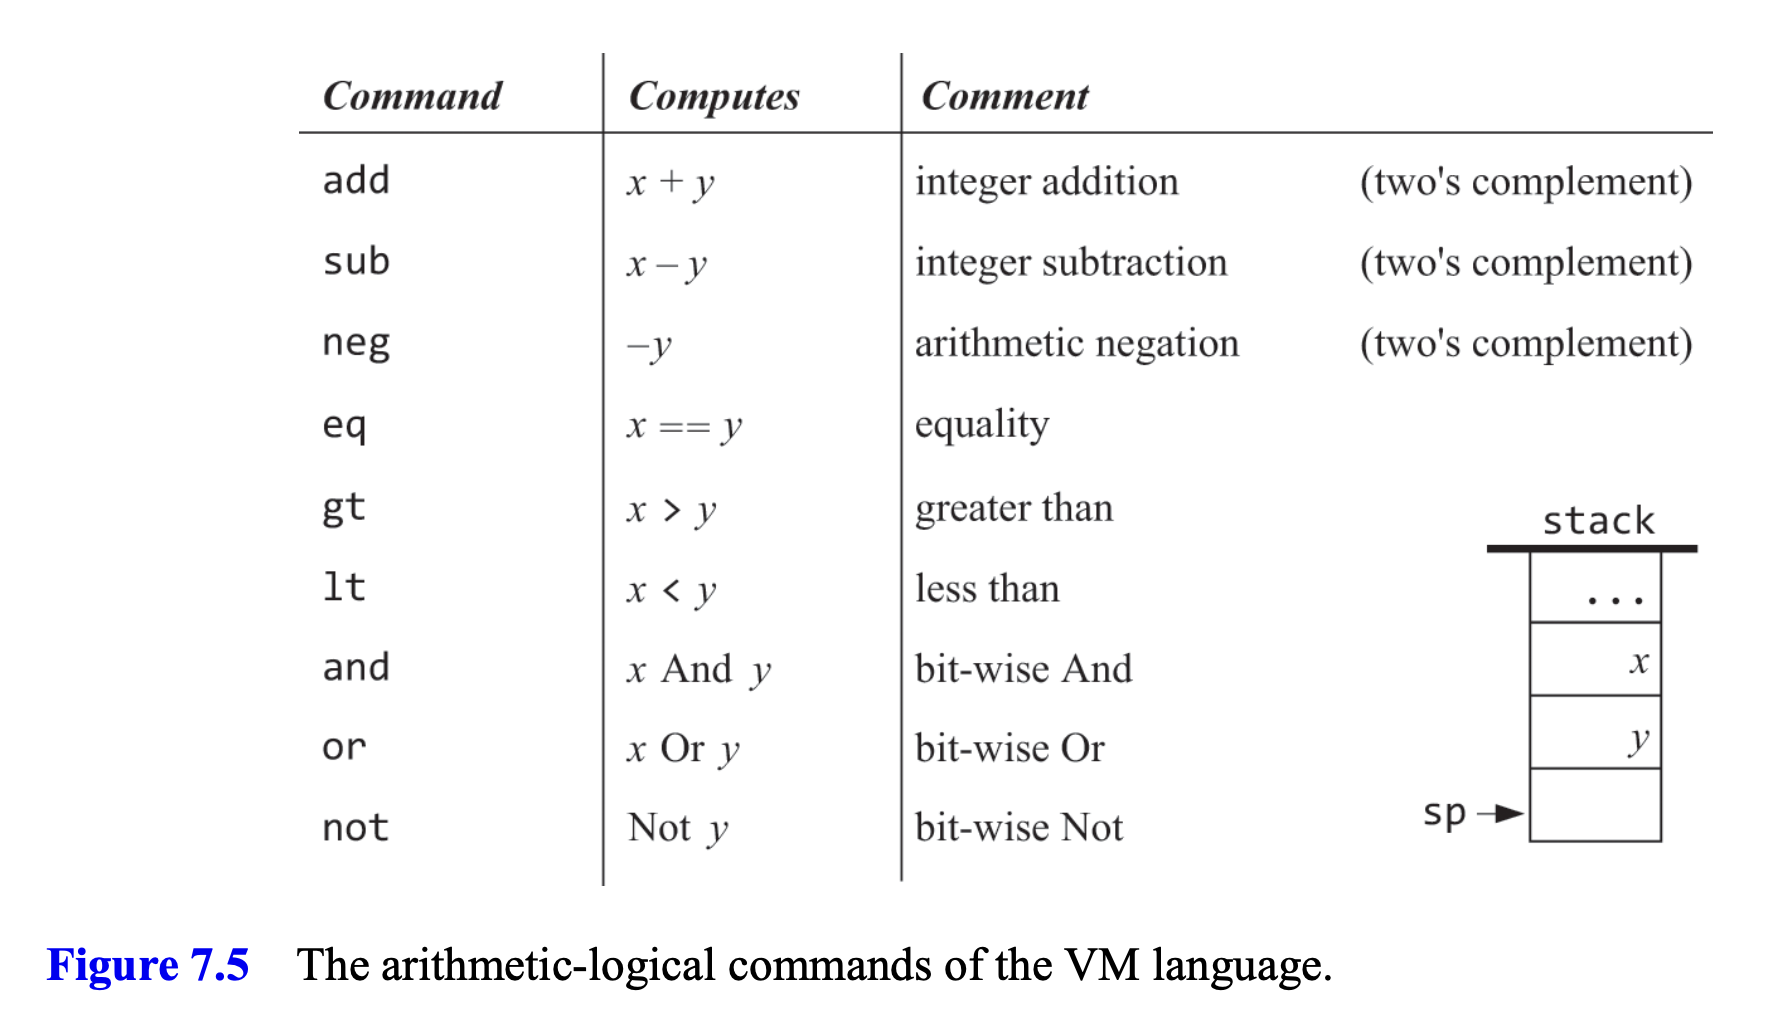 Command Computes Comment
add x + y integer addition (two's complement)
sub x – y integer subtraction (two's complement)
neg –y arithmetic negation (two's complement)
eq x == y equality
gt x > y greater than
lt x < y less than
and x And y bit-wise And
or x Or y bit-wise Or
not Not y bit-wise Not
stack
...
x
y
sp
Figure 7.5 The arithmetic-logical commands of the VM language.